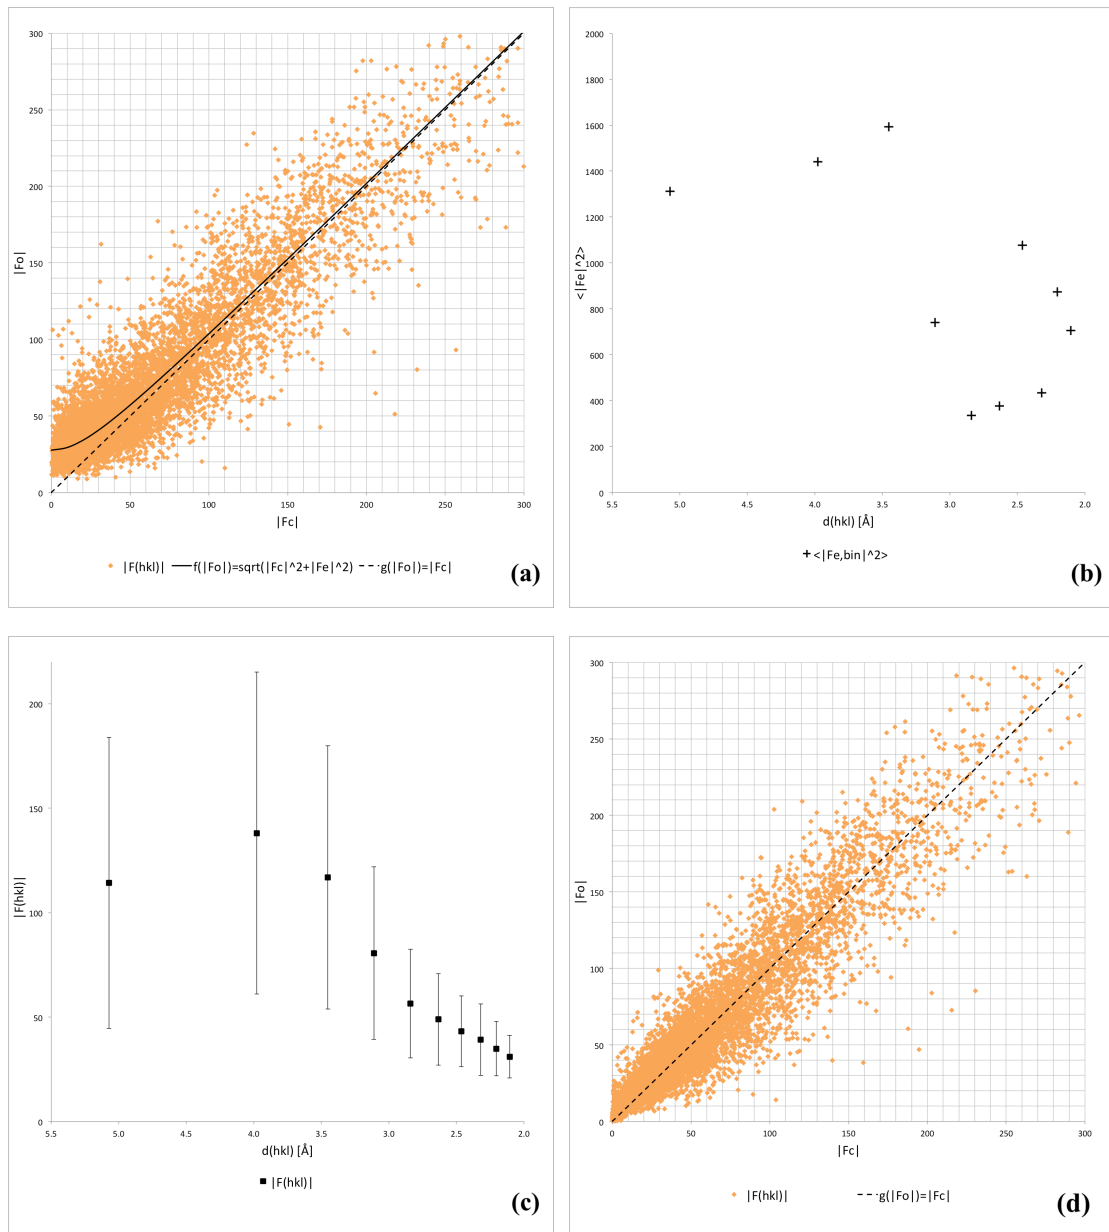 300
250
200
150
100
50
0
|Fo|
50
100
150
200
250
300
|Fc|
|F(hkl)| f(|Fo|)=sqrt(|Fc|^2+|Fe|^2) g(|Fo|)=|Fc|
(a)
2000
1800
1600
1400
1200
1000
800
600
400
200
0
<|Fe|^2>
5.5 5.0 4.5 4.0 3.5 3.0 2.5 2.0
d(hkl) [Å]
<|Fe,bin|^2>
(b)
200
150
100
50
0
|F(hkl)|
5.5 5.0 4.5 4.0 3.5 3.0 2.5 2.0
d(hkl) [Å]
|F(hkl)|
(c)
300
250
200
150
100
50
0
|Fo|
0 50 100 150 200 250 300
|Fc|
|F(hkl)| g(|Fo|)=|Fc|
(d)